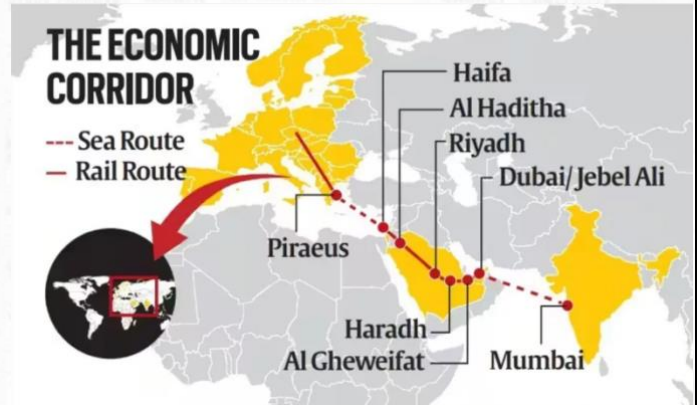 THE ECONOMIC
CORRIDOR
Sea Route
Rail Route
Haifa
Al Haditha
Riyadh
Dubai/Jebel Ali
Piraeus
Haradh
Al Gheweifat
Mumbai